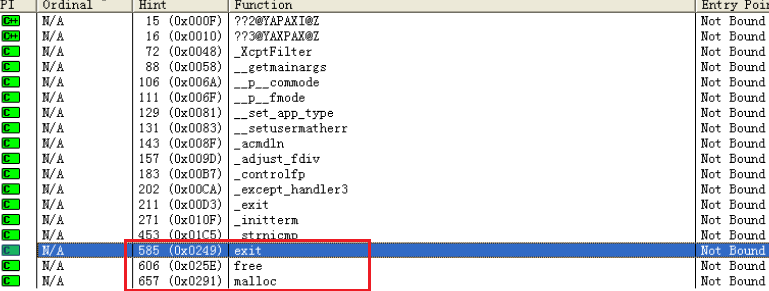 PI Ordinal Hint Function Entry Poin
C++ N/A 15 (0x000F) ??2@YAPAXI@Z Not Bound
C++ N/A 16 (0x0010) ??3@YAXPAX@Z Not Bound
C N/A 72 (0x0048) _XcptFilter Not Bound
C N/A 88 (0x0058) __getmainargs Not Bound
C N/A 106 (0x006A) __p__commode Not Bound
C N/A 111 (0x006F) __p__fmode Not Bound
C N/A 129 (0x0081) __set_app_type Not Bound
C N/A 131 (0x0083) __setusermatherr Not Bound
C N/A 143 (0x008F) _acmdln Not Bound
C N/A 157 (0x009D) _adjust_fdiv Not Bound
C N/A 183 (0x00B7) _controlfp Not Bound
C N/A 202 (0x00CA) _except_handler3 Not Bound
C N/A 211 (0x00D3) _exit Not Bound
C N/A 271 (0x010F) _initterm Not Bound
C N/A 453 (0x01C5) _strnicmp Not Bound
C N/A 585 (0x0249) exit Not Bound
C N/A 606 (0x025E) free Not Bound
C N/A 657 (0x0291) malloc Not Bound